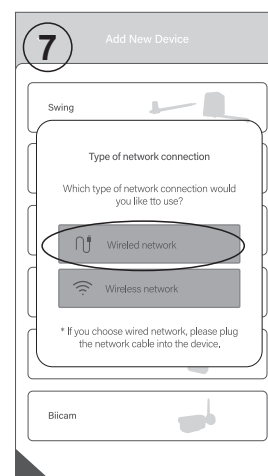 7
Add New Device
Swing
Type of network connection
Which type of network connection would
you like tto use?
Wireled network
Wireless network
* If you choose wired network, please plug
the network cable into the device.
Biicam